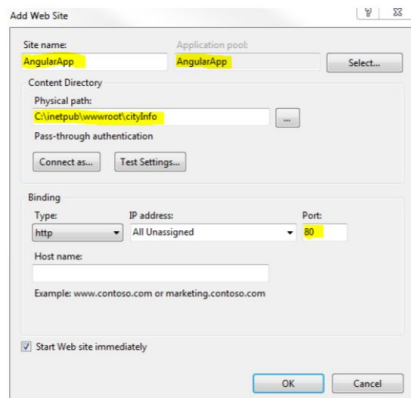 Add Web Site
Site name:
Application pool:
AngularApp
AngularApp
Select...
Content Directory
Physical path:
C:\inetpub\wwwroot\cityInfo
...
Pass-through authentication
Connect as...
Test Settings...
Binding
Type:
IP address:
Port:
http
All Unassigned
80
Host name:
Example: www.contoso.com or marketing.contoso.com
Start Web site immediately
OK
Cancel